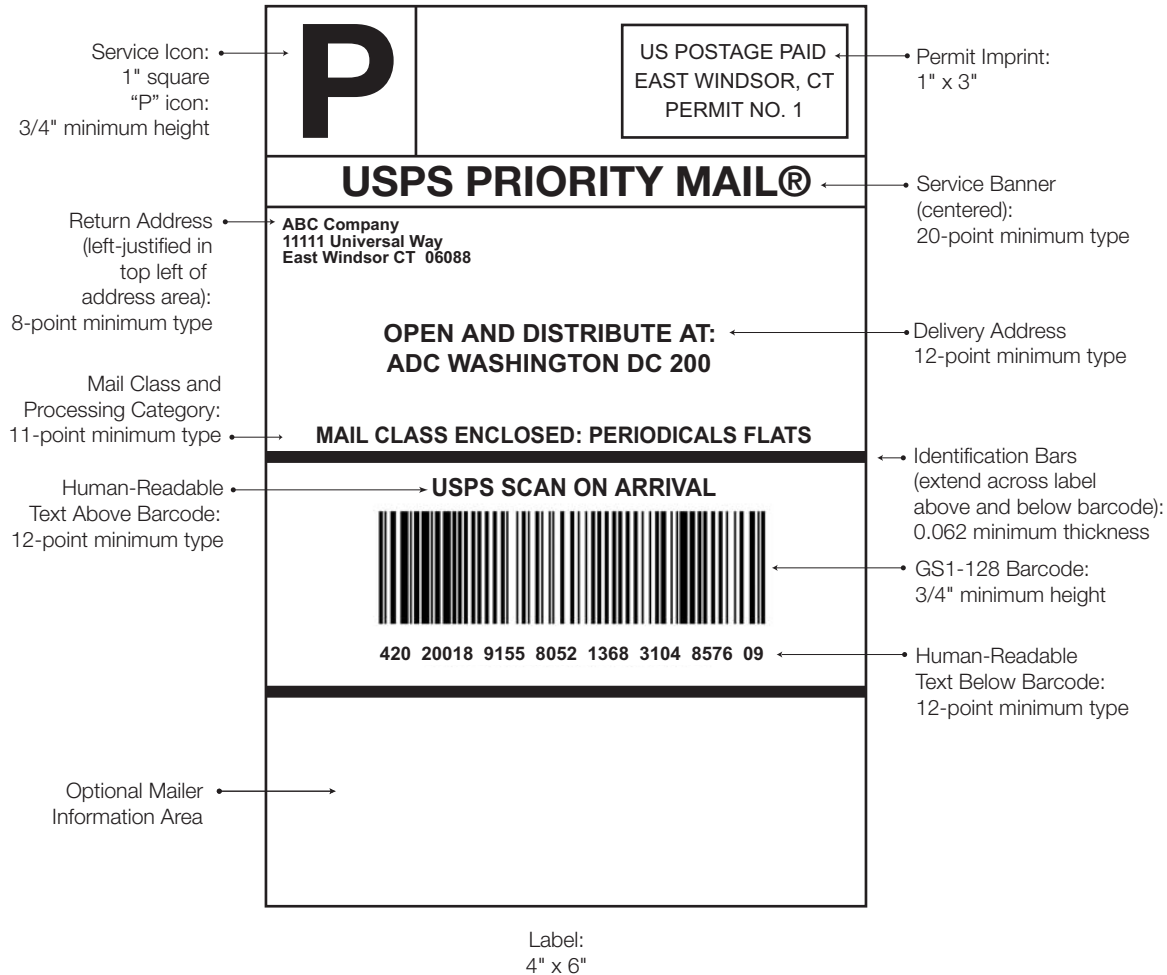 Service Icon:
1" square
“P” icon:
3/4" minimum height
P
US POSTAGE PAID
EAST WINDSOR, CT
PERMIT NO. 1
Permit Imprint:
1" x 3"
USPS PRIORITY MAIL®
Service Banner
(centered):
20-point minimum type
Return Address
(left-justified in
top left of
address area):
8-point minimum type
ABC Company
11111 Universal Way
East Windsor CT 06088
OPEN AND DISTRIBUTE AT:
ADC WASHINGTON DC 200
Delivery Address
12-point minimum type
Mail Class and
Processing Category:
11-point minimum type
MAIL CLASS ENCLOSED: PERIODICALS FLATS
Identification Bars
(extend across label
above and below barcode):
0.062 minimum thickness
Human-Readable
Text Above Barcode:
12-point minimum type
USPS SCAN ON ARRIVAL
GS1-128 Barcode:
3/4" minimum height
420 20018 9155 8052 1368 3104 8576 09
Human-Readable
Text Below Barcode:
12-point minimum type
Optional Mailer
Information Area
Label:
4" x 6"